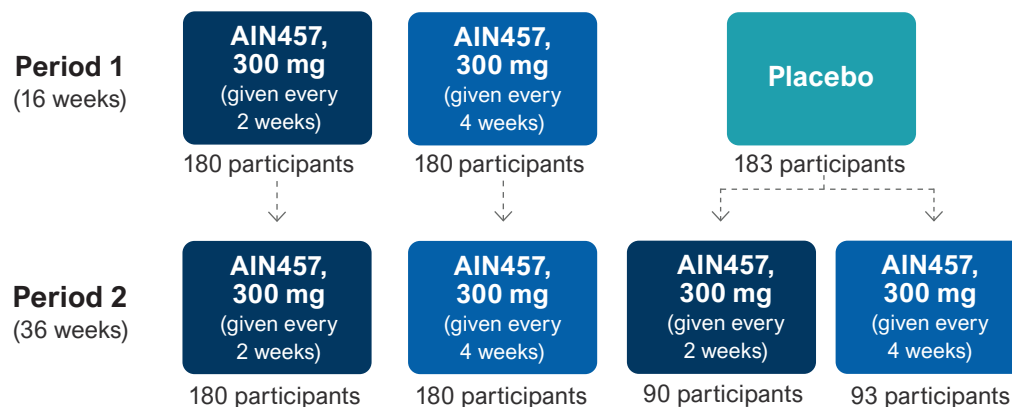 Period 1
(16 weeks)
AIN457,
300 mg
(given every
2 weeks)
180 participants
AIN457,
300 mg
(given every
4 weeks)
180 participants
Placebo
183 participants
Period 2
(36 weeks)
AIN457,
300 mg
(given every
2 weeks)
180 participants
AIN457,
300 mg
(given every
4 weeks)
180 participants
AIN457,
300 mg
(given every
2 weeks)
90 participants
AIN457,
300 mg
(given every
4 weeks)
93 participants